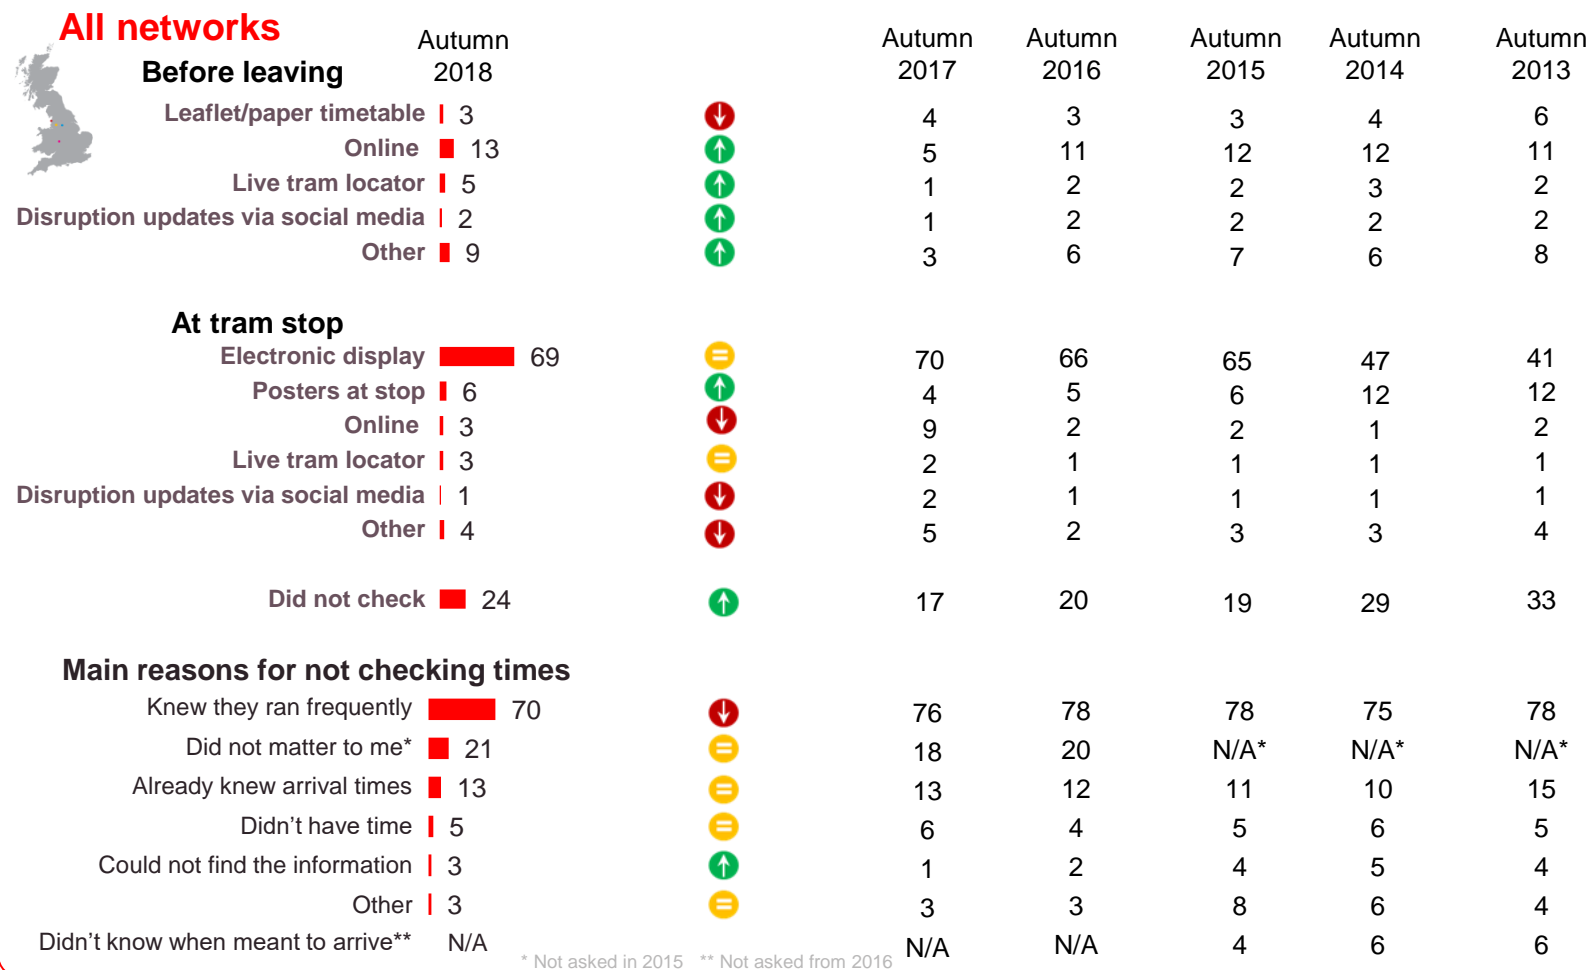 All networks
Autumn 2018 Autumn 2017 Autumn 2016 Autumn 2015 Autumn 2014 Autumn 2013
Before leaving
Leaflet/paper timetable 3 4 3 3 4 6
Online 13 5 11 12 12 11
Live tram locator 5 1 2 2 3 2
Disruption updates via social media 2 1 2 2 2 2
Other 9 3 6 7 6 8
At tram stop
Electronic display 69 = 70 66 65 47 41
Posters at stop 6 4 5 6 12 12
Online 3 9 2 2 1 2
Live tram locator 3 = 2 1 1 1 1
Disruption updates via social media 1 2 1 1 1 1
Other 4 5 2 3 3 4
Did not check 24 17 20 19 29 33
Main reasons for not checking times
Knew they ran frequently 70 76 78 78 75 78
Did not matter to me* 21 = 18 20 N/A* N/A* N/A*
Already knew arrival times 13 = 13 12 11 10 15
Didn't have time 5 = 6 4 5 6 5
Could not find the information 3 1 2 4 5 4
Other 3 = 3 3 8 6 4
Didn't know when meant to arrive** N/A N/A N/A 4 6 6
* Not asked in 2015 ** Not asked from 2016